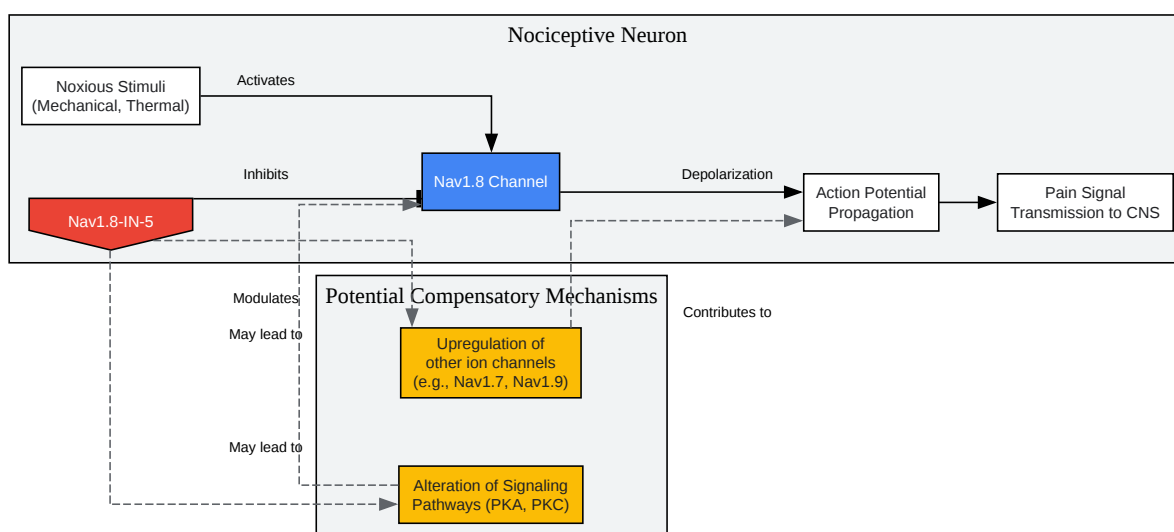 Nociceptive Neuron
Noxious Stimuli
(Mechanical, Thermal)
Activates
Inhibits
Nav1.8 Channel
Depolarization
Action Potential
Propagation
Pain Signal
Transmission to CNS
Nav1.8-IN-5
Modulates
Potential Compensatory Mechanisms
Contributes to
May lead to
Upregulation of
other ion channels
(e.g., Nav1.7, Nav1.9)
May lead to
Alteration of Signaling
Pathways (PKA, PKC)